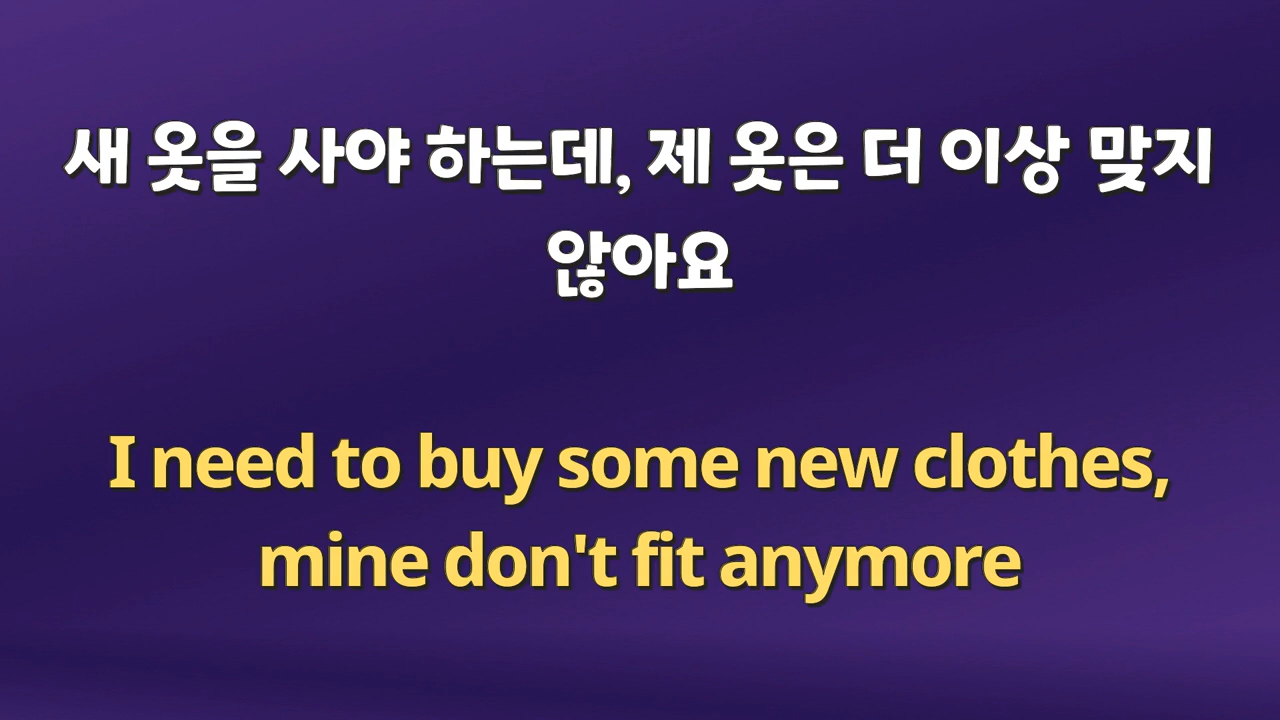 새 옷을 사야 하는데, 제 옷은 더 이상 맞지
않아요
I need to buy some new clothes,
mine don't fit anymore